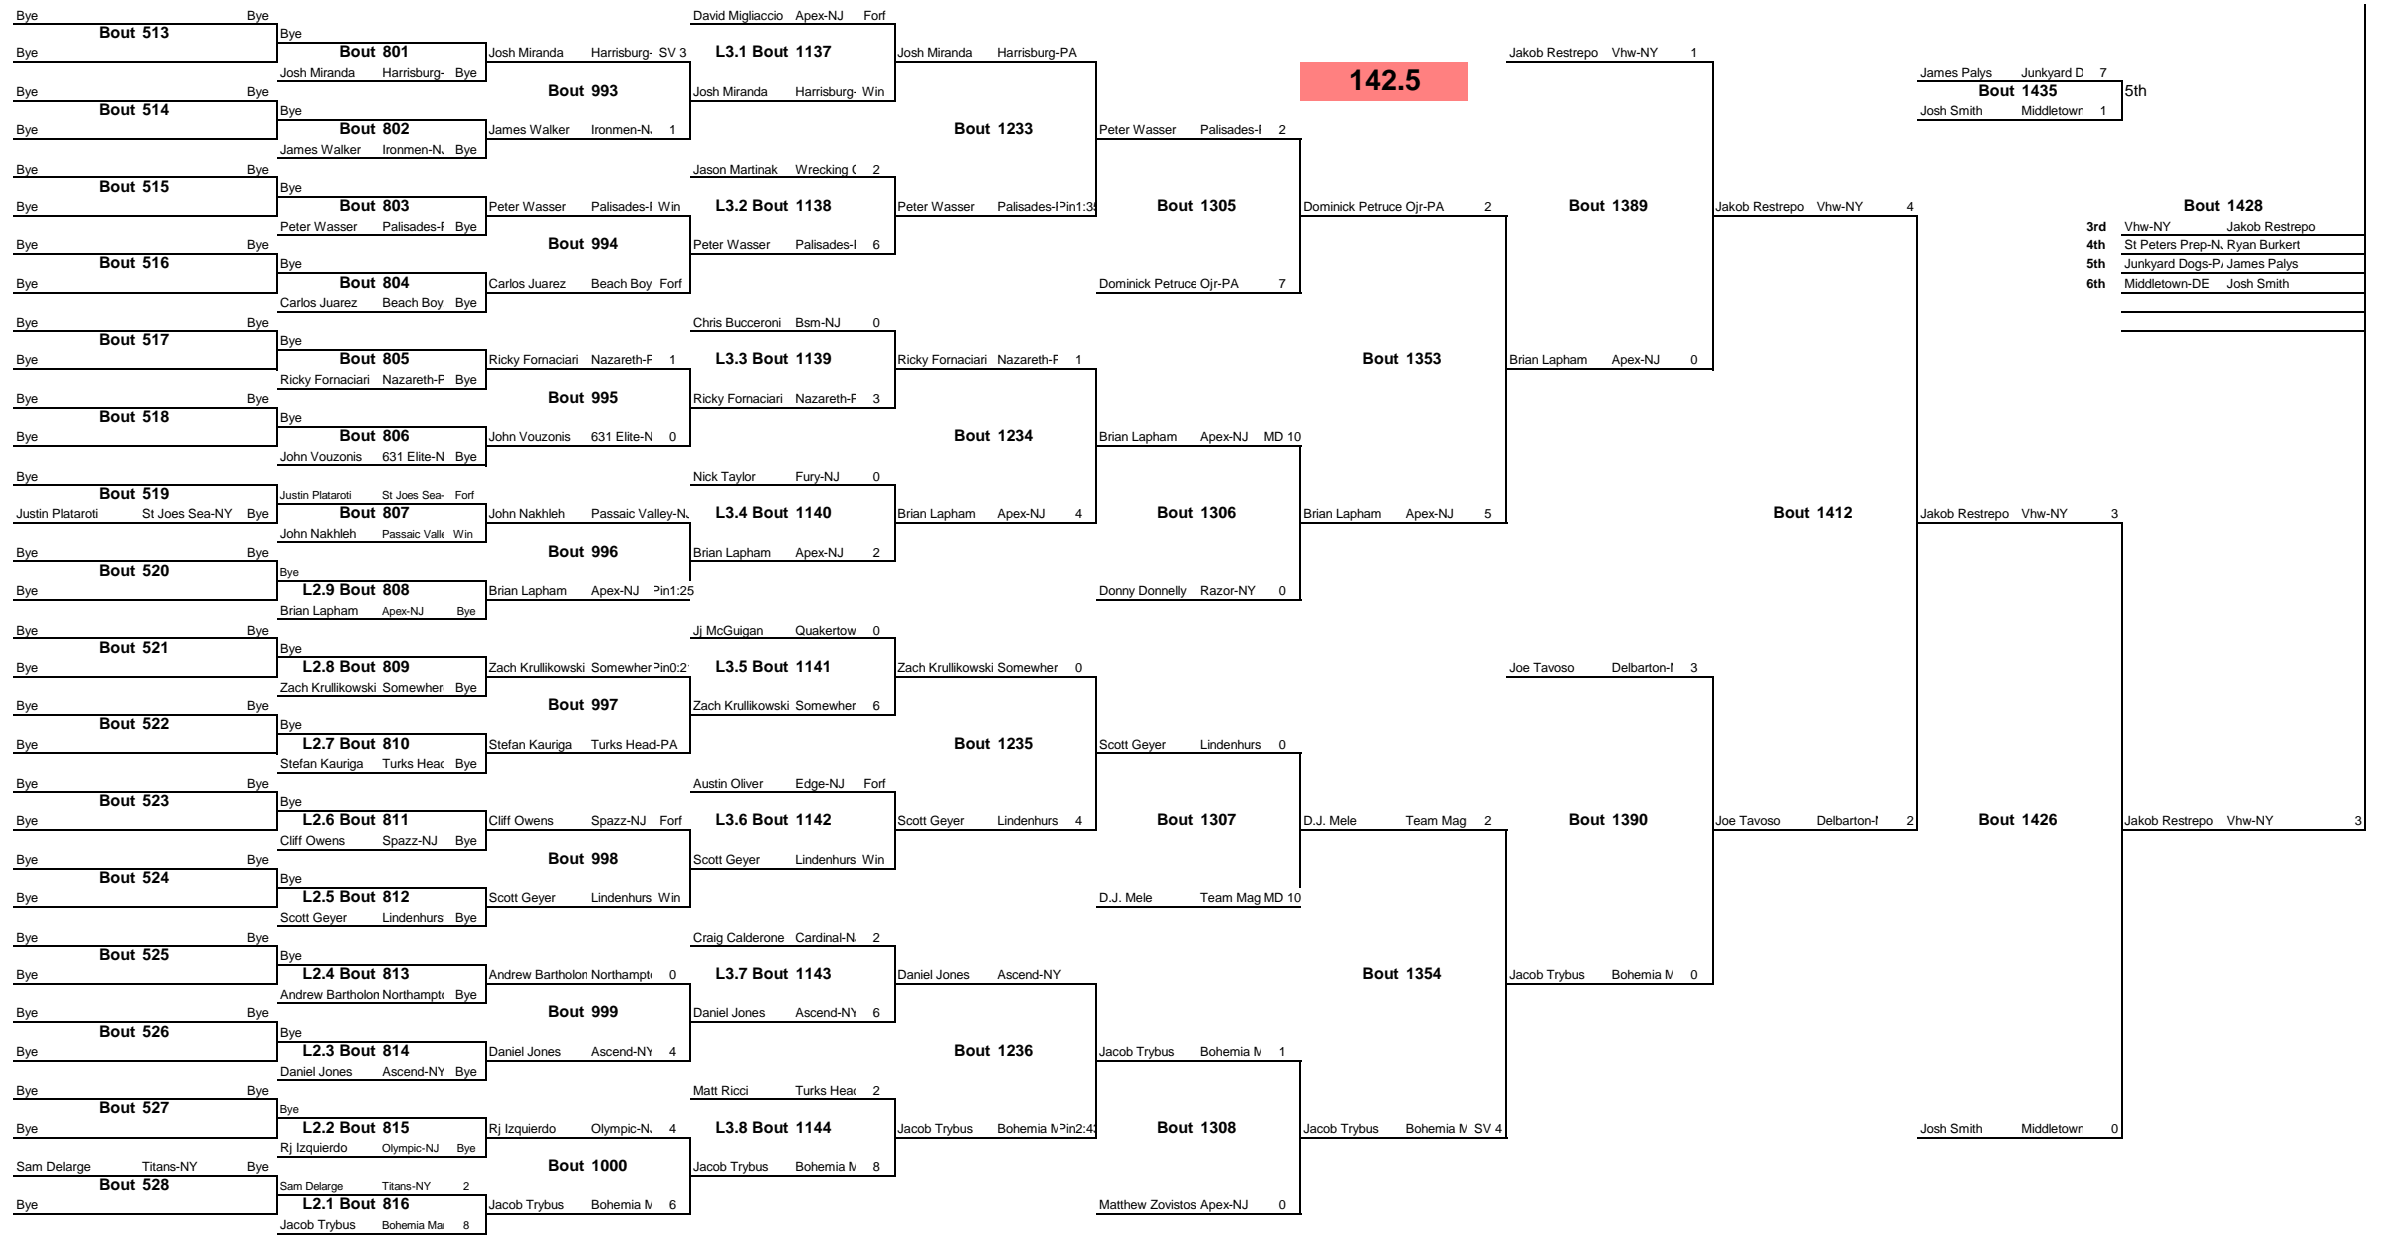 Bye Bye David Migliaccio Apex-NJ Forf
Bout 513 Bye
Bye Bout 801 Josh Miranda Harrisburg- SV 3 L3.1 Bout 1137 Josh Miranda Harrisburg-PA Jakob Restrepo Vhw-NY 1
Josh Miranda Harrisburg- Bye 142.5 James Palys Junkyard D 7
Bye Bye Bout 993 Josh Miranda Harrisburg- Win Bout 1435 5th
Bout 514 Bye Josh Smith Middletown 1
Bye Bout 802 James Walker Ironmen-N 1 Bout 1233 Peter Wasser Palisades- 2
James Walker Ironmen-N Bye
Bye Bye Jason Martinak Wrecking 2
Bout 515 Bye
Bye Bout 803 Peter Wasser Palisades- Win L3.2 Bout 1138 Peter Wasser Palisades- Pin1:3 Bout 1305 Dominick Petruce Ojr-PA 2 Bout 1389 Jakob Restrepo Vhw-NY 4 Bout 1428
Peter Wasser Palisades- Bye 3rd Vhw-NY Jakob Restrepo
Bye Bye Bout 994 Peter Wasser Palisades- 6 4th St Peters Prep-N Ryan Burkert
Bout 516 Bye 5th Junkyard Dogs-P James Palys
Bye Bout 804 Carlos Juarez Beach Boy Forf Dominick Petruce Ojr-PA 7 6th Middletown-DE Josh Smith
Carlos Juarez Beach Boy Bye
Bye Bye Chris Bucceroni Bsm-NJ 0
Bout 517 Bye
Bye Bout 805 Ricky Fornaciari Nazareth-P 1 L3.3 Bout 1139 Ricky Fornaciari Nazareth-P 1 Bout 1353 Brian Lapham Apex-NJ 0
Ricky Fornaciari Nazareth-P Bye
Bye Bye Bout 995 Ricky Fornaciari Nazareth-P 3
Bout 518 Bye
Bye Bout 806 John Vouzonis 631 Elite-N 0 Bout 1234 Brian Lapham Apex-NJ MD 10
John Vouzonis 631 Elite-N Bye
Bye Nick Taylor Fury-NJ 0
Bout 519 Justin Plataroti St Joes Sea- Forf
Justin Plataroti St Joes Sea-NY Bye Bout 807 John Nakhleh Passaic Valley-NJ L3.4 Bout 1140 Brian Lapham Apex-NJ 4 Bout 1306 Brian Lapham Apex-NJ 5 Bout 1412 Jakob Restrepo Vhw-NY 3
John Nakhleh Passaic Valle Win
Bye Bye Bout 996 Brian Lapham Apex-NJ 2
Bout 520 Bye
Bye L2.9 Bout 808 Brian Lapham Apex-NJ Pin1:25 Donny Donnelly Razor-NY 0
Brian Lapham Apex-NJ Bye
Bye Bye Jj McGuigan Quakertow 0
Bout 521 Bye
Bye L2.8 Bout 809 Zach Krullikowski Somewher Pin0:2 L3.5 Bout 1141 Zach Krullikowski Somewher 0 Joe Tavoso Delbarton- 3
Zach Krullikowski Somewher Bye
Bye Bye Bout 997 Zach Krullikowski Somewher 6
Bout 522 Bye
Bye L2.7 Bout 810 Stefan Kauriga Turks Head-PA Bout 1235 Scott Geyer Lindenhurs 0
Stefan Kauriga Turks Head Bye
Bye Bye Austin Oliver Edge-NJ Forf
Bout 523 Bye
Bye L2.6 Bout 811 Cliff Owens Spazz-NJ Forf L3.6 Bout 1142 Scott Geyer Lindenhurs 4 Bout 1307 D.J. Mele Team Mag 2 Bout 1390 Joe Tavoso Delbarton- 2 Bout 1426 Jakob Restrepo Vhw-NY 3
Cliff Owens Spazz-NJ Bye
Bye Bye Bout 998 Scott Geyer Lindenhurs Win
Bout 524 Bye
Bye L2.5 Bout 812 Scott Geyer Lindenhurs Win D.J. Mele Team Mag MD 10
Scott Geyer Lindenhurs Bye
Bye Bye Craig Calderone Cardinal-N 2
Bout 525 Bye
Bye L2.4 Bout 813 Andrew Bartholon Northampt 0 L3.7 Bout 1143 Daniel Jones Ascend-NY Bout 1354 Jacob Trybus Bohemia M 0
Andrew Bartholon Northampt Bye
Bye Bye Bout 999 Daniel Jones Ascend-NY 6
Bout 526 Bye
Bye L2.3 Bout 814 Daniel Jones Ascend-NY 4 Bout 1236 Jacob Trybus Bohemia M 1
Daniel Jones Ascend-NY Bye
Bye Bye Matt Ricci Turks Head 2
Bout 527 Bye
Bye L2.2 Bout 815 Rj Izquierdo Olympic-N 4 L3.8 Bout 1144 Jacob Trybus Bohemia M Pin2:4 Bout 1308 Jacob Trybus Bohemia M SV 4 Josh Smith Middletown 0
Rj Izquierdo Olympic-NJ Bye
Sam Delarge Titans-NY Bye Bout 1000 Jacob Trybus Bohemia M 8
Bout 528 Sam Delarge Titans-NY 2
Bye L2.1 Bout 816 Jacob Trybus Bohemia M 6 Matthew Zovistos Apex-NJ 0
Jacob Trybus Bohemia Ma 8